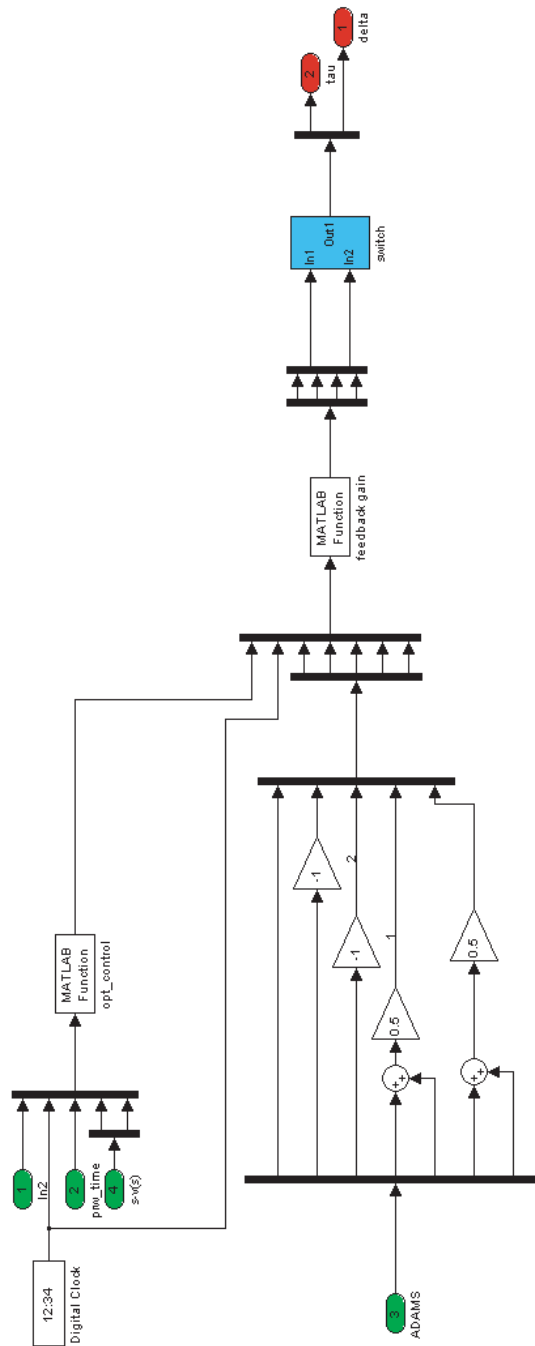 12:34
Digital Clock
1
In2
2
prw_time
4
s-v(s)
MATLAB
Function
opt_control
3
ADAMS
-1
-1
2
0.5
1
0.5
++
++
MATLAB
Function
feedback gain
In1
In2
Out1
switch
2
tau
1
delta